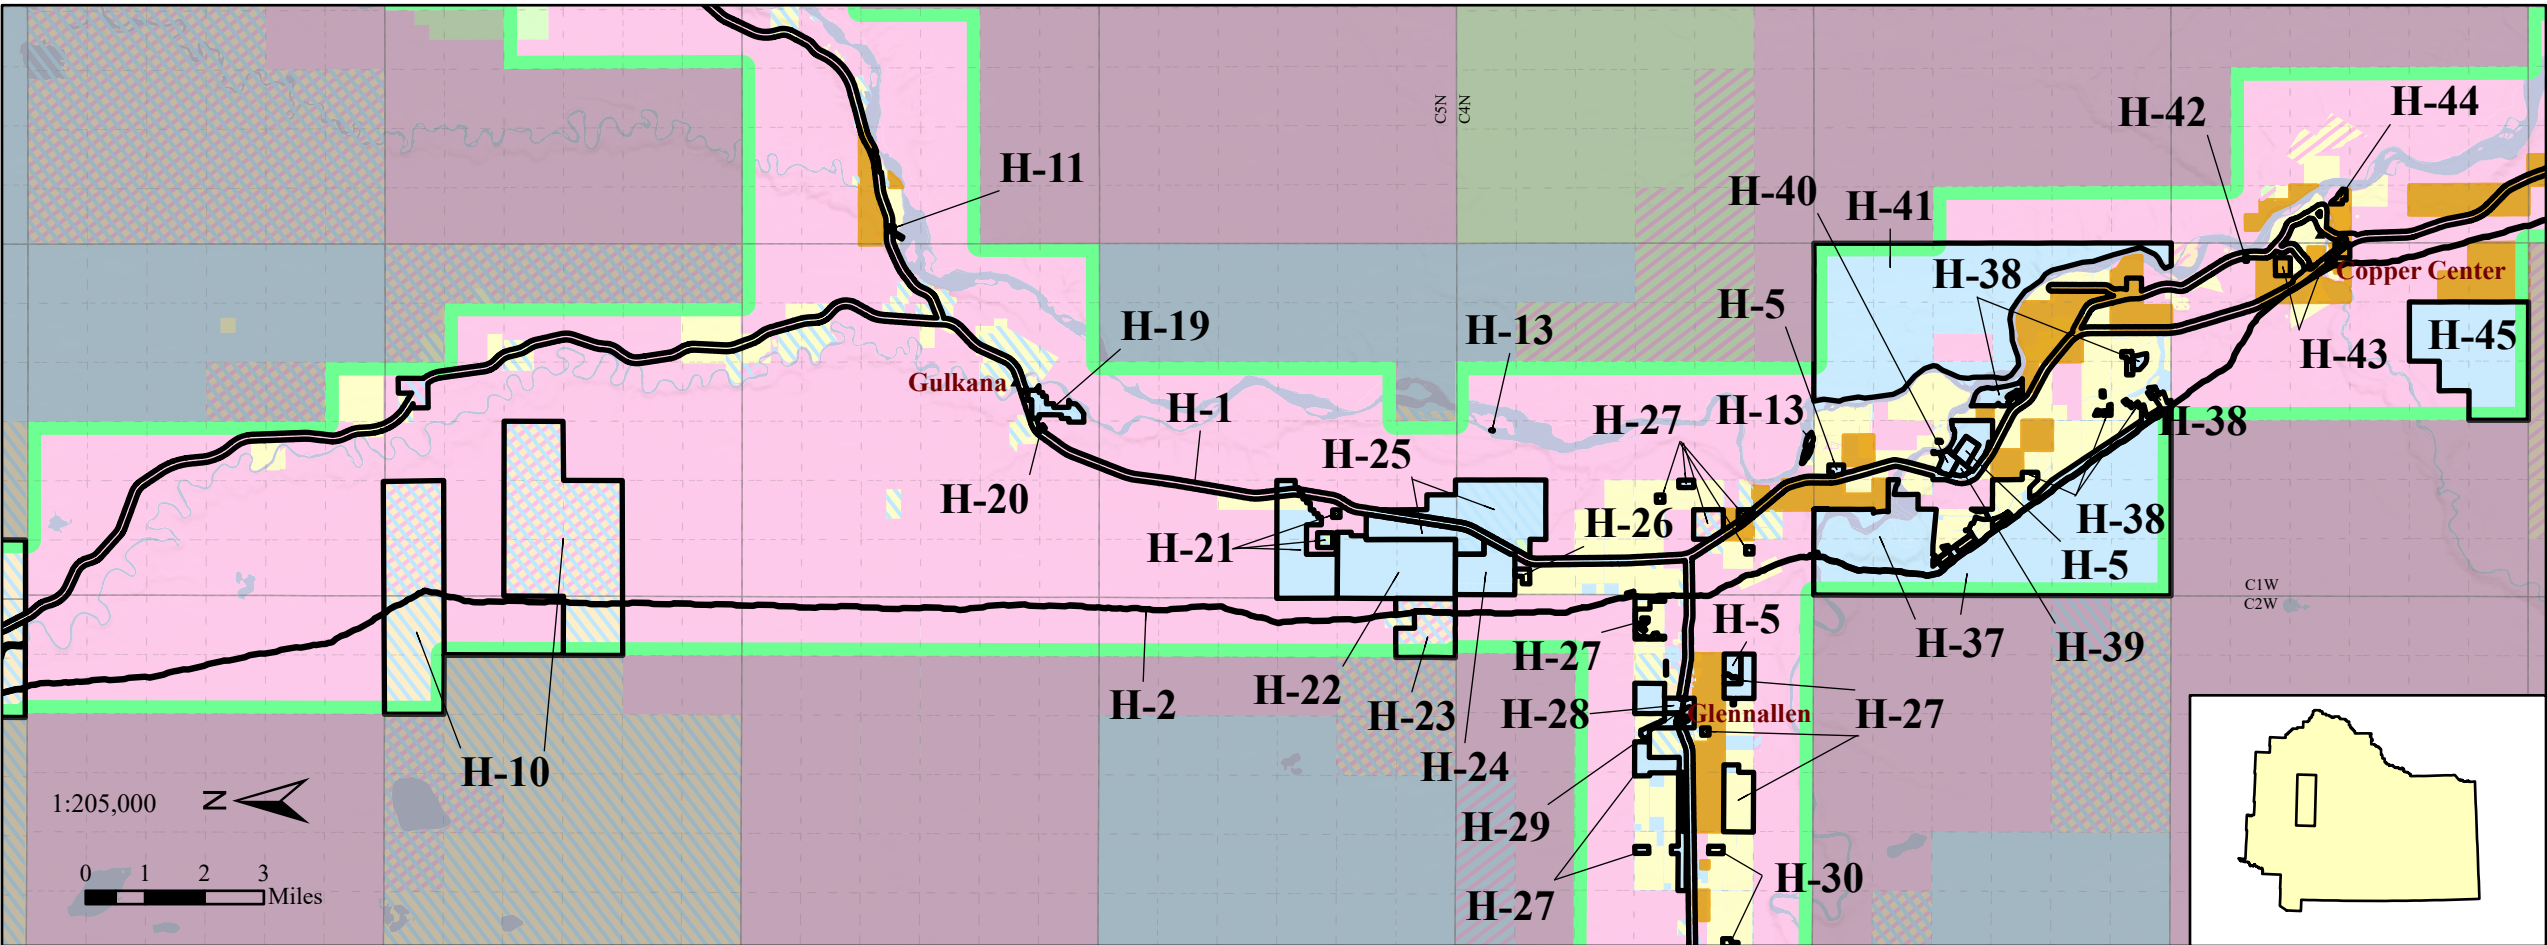 C5N
C4N
H-44
H-42
H-11
H-40
H-41
H-38
Copper Center
H-5
H-19
H-13
H-45
H-43
Gulkana
H-1
H-27
H-13
H-38
H-25
H-20
H-26
H-38
H-21
H-5
C1W
C2W
H-5
H-37
H-39
H-27
H-22
H-2
H-23
H-28
Glennallen
H-27
H-10
H-24
1:205,000
N
H-29
0 1 2 3
Miles
H-30
H-27